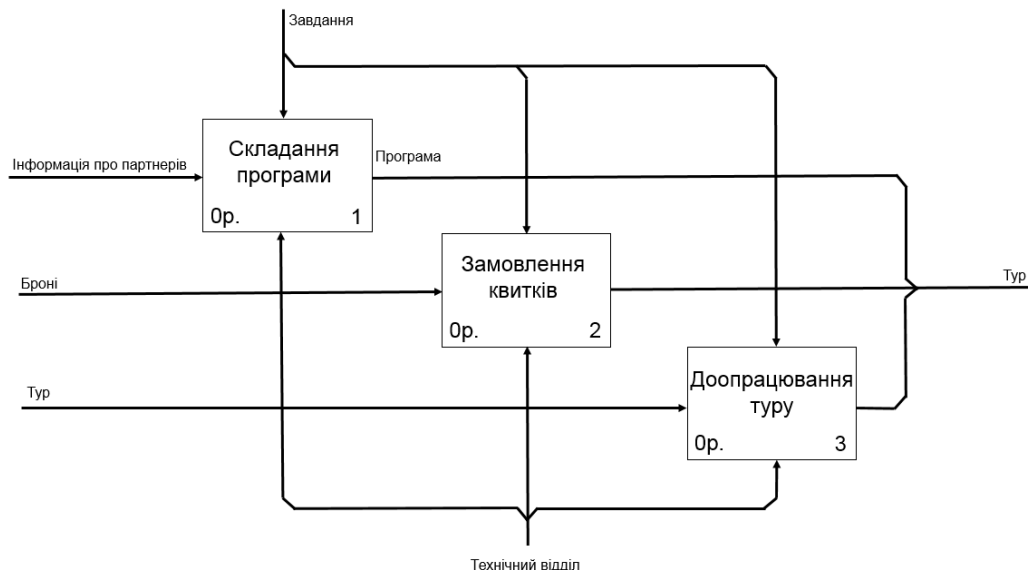 Завдання
Складання
програми
0р. 1
Інформація про партнерів
Програма
Замовлення
квитків
0р. 2
Броні
Тур
Доопрацювання
туру
0р. 3
Тур
Технічний відділ